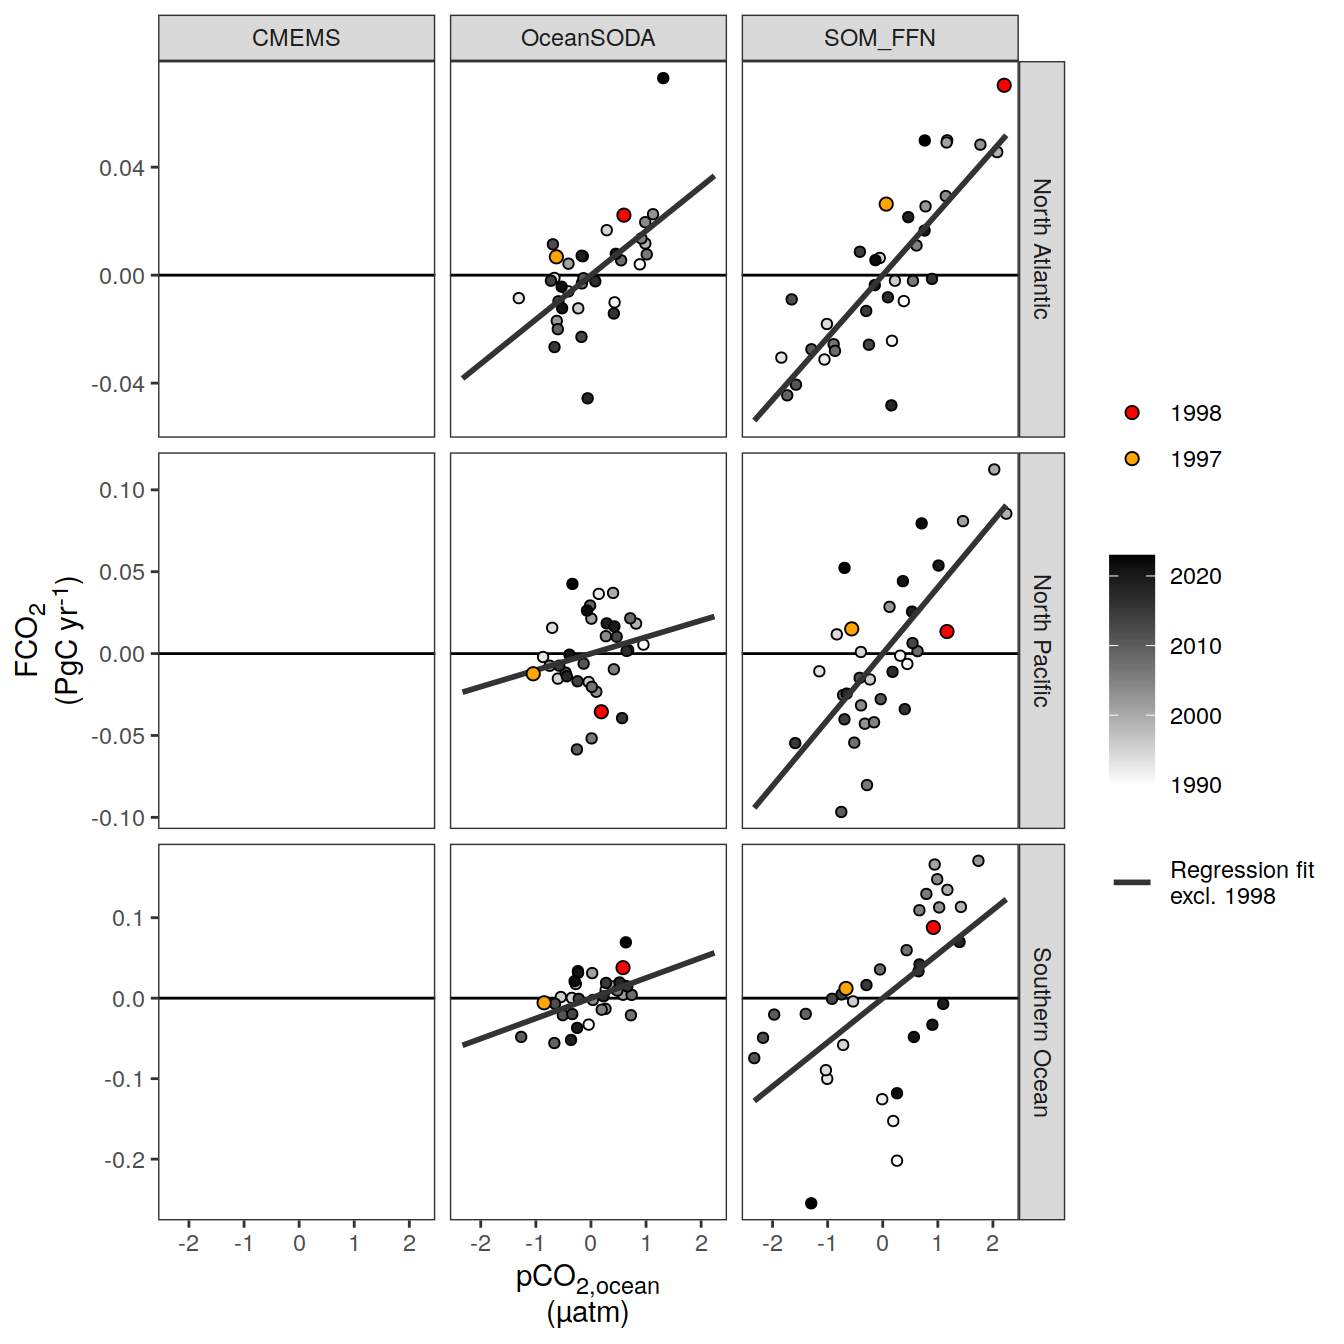 CMEMS OceanSODA SOM_FFN
0.04
0.00
-0.04
North Atlantic
0.10
0.05
0.00
-0.05
-0.10
North Pacific
0.1
0.0
-0.1
-0.2
Southern Ocean
-2 -1 0 1 2 -2 -1 0 1 2 -2 -1 0 1 2
FCO2
(PgC yr-1)
pCO2,ocean
(µatm)
1998
1997
2020
2010
2000
1990
Regression fit
excl. 1998